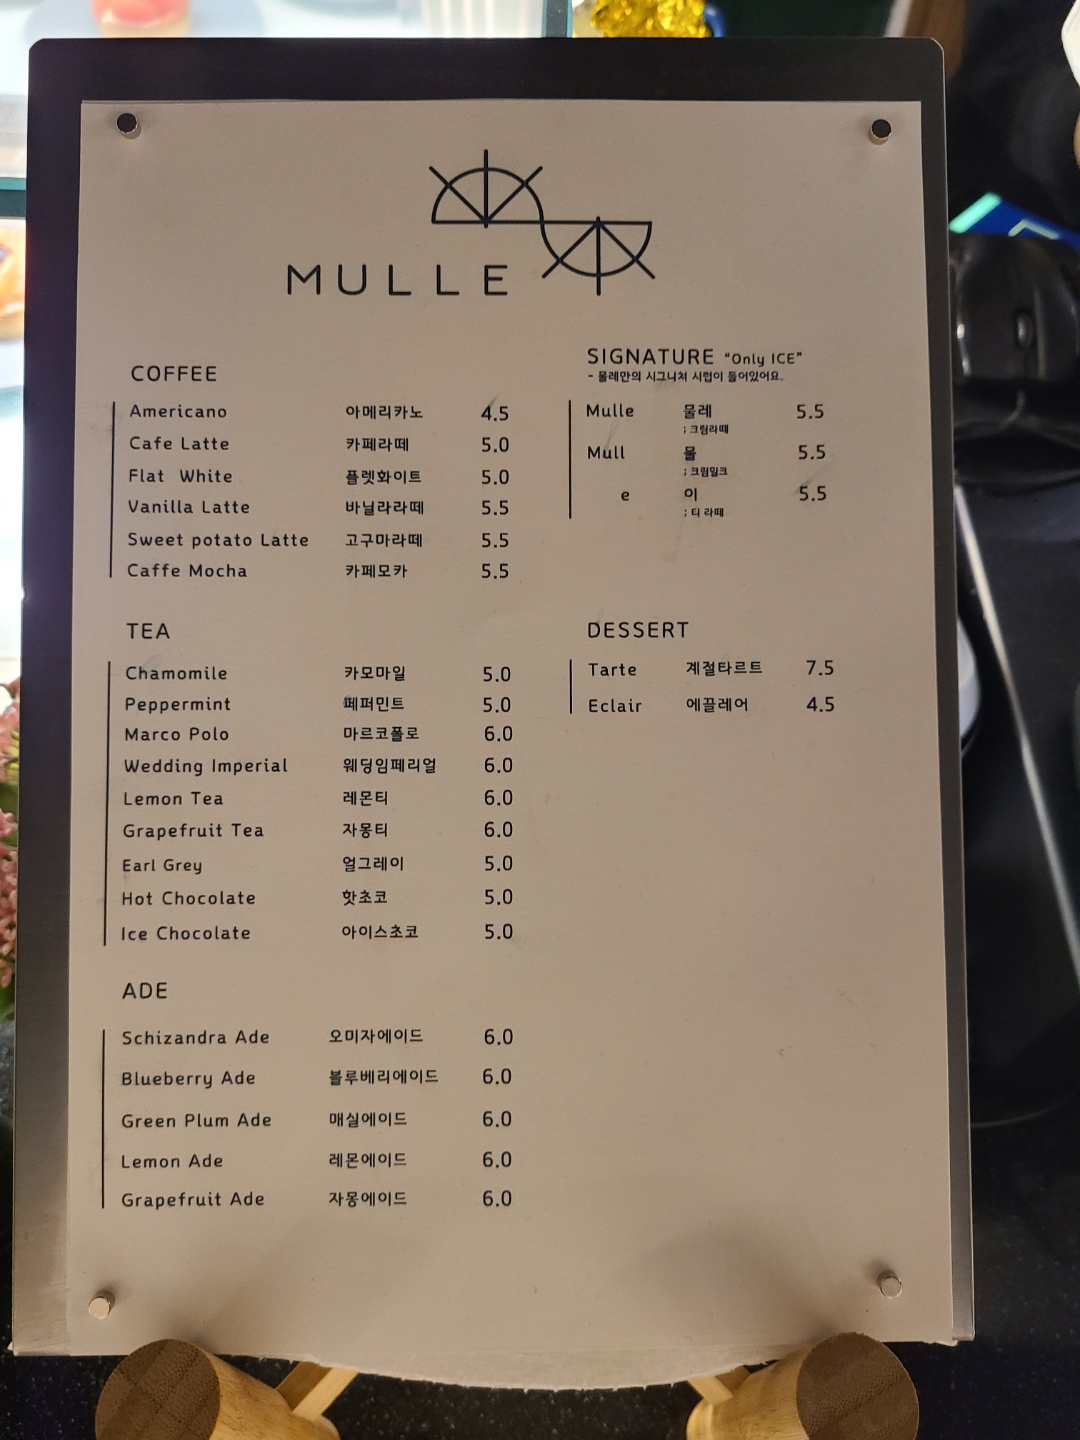 MULLE
COFFEE
Americano 아메리카노 4.5
Cafe Latte 카페라떼 5.0
Flat White 플렛화이트 5.0
Vanilla Latte 바닐라라떼 5.5
Sweet potato Latte 고구마라떼 5.5
Caffe Mocha 카페모카 5.5
TEA
Chamomile 카모마일 5.0
Peppermint 페퍼민트 5.0
Marco Polo 마르코폴로 6.0
Wedding Imperial 웨딩임페리얼 6.0
Lemon Tea 레몬티 6.0
Grapefruit Tea 자몽티 6.0
Earl Grey 얼그레이 5.0
Hot Chocolate 핫초코 5.0
Ice Chocolate 아이스초코 5.0
ADE
Schizandra Ade 오미자에이드 6.0
Blueberry Ade 블루베리에이드 6.0
Green Plum Ade 매실에이드 6.0
Lemon Ade 레몬에이드 6.0
Grapefruit Ade 자몽에이드 6.0
SIGNATURE "Only ICE"
- 물레만의 시그니쳐 시럽이 들어있어요.
Mulle 물레 5.5
; 크림라떼
Mull 물 5.5
; 크림밀크
e 이 5.5
; 티 라떼
DESSERT
Tarte 계절타르트 7.5
Eclair 에끌레어 4.5